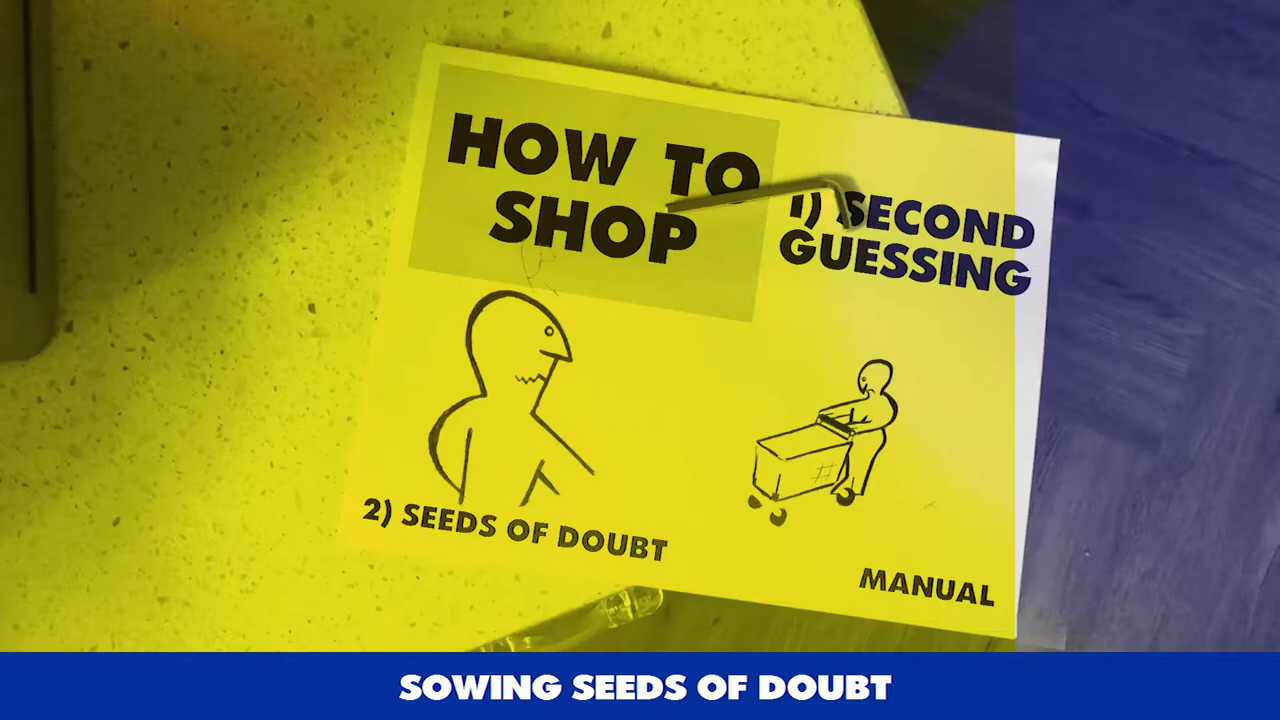 HOW TO
SHOP
1) SECOND
GUESSING
2) SEEDS OF DOUBT
MANUAL
SOWING SEEDS OF DOUBT